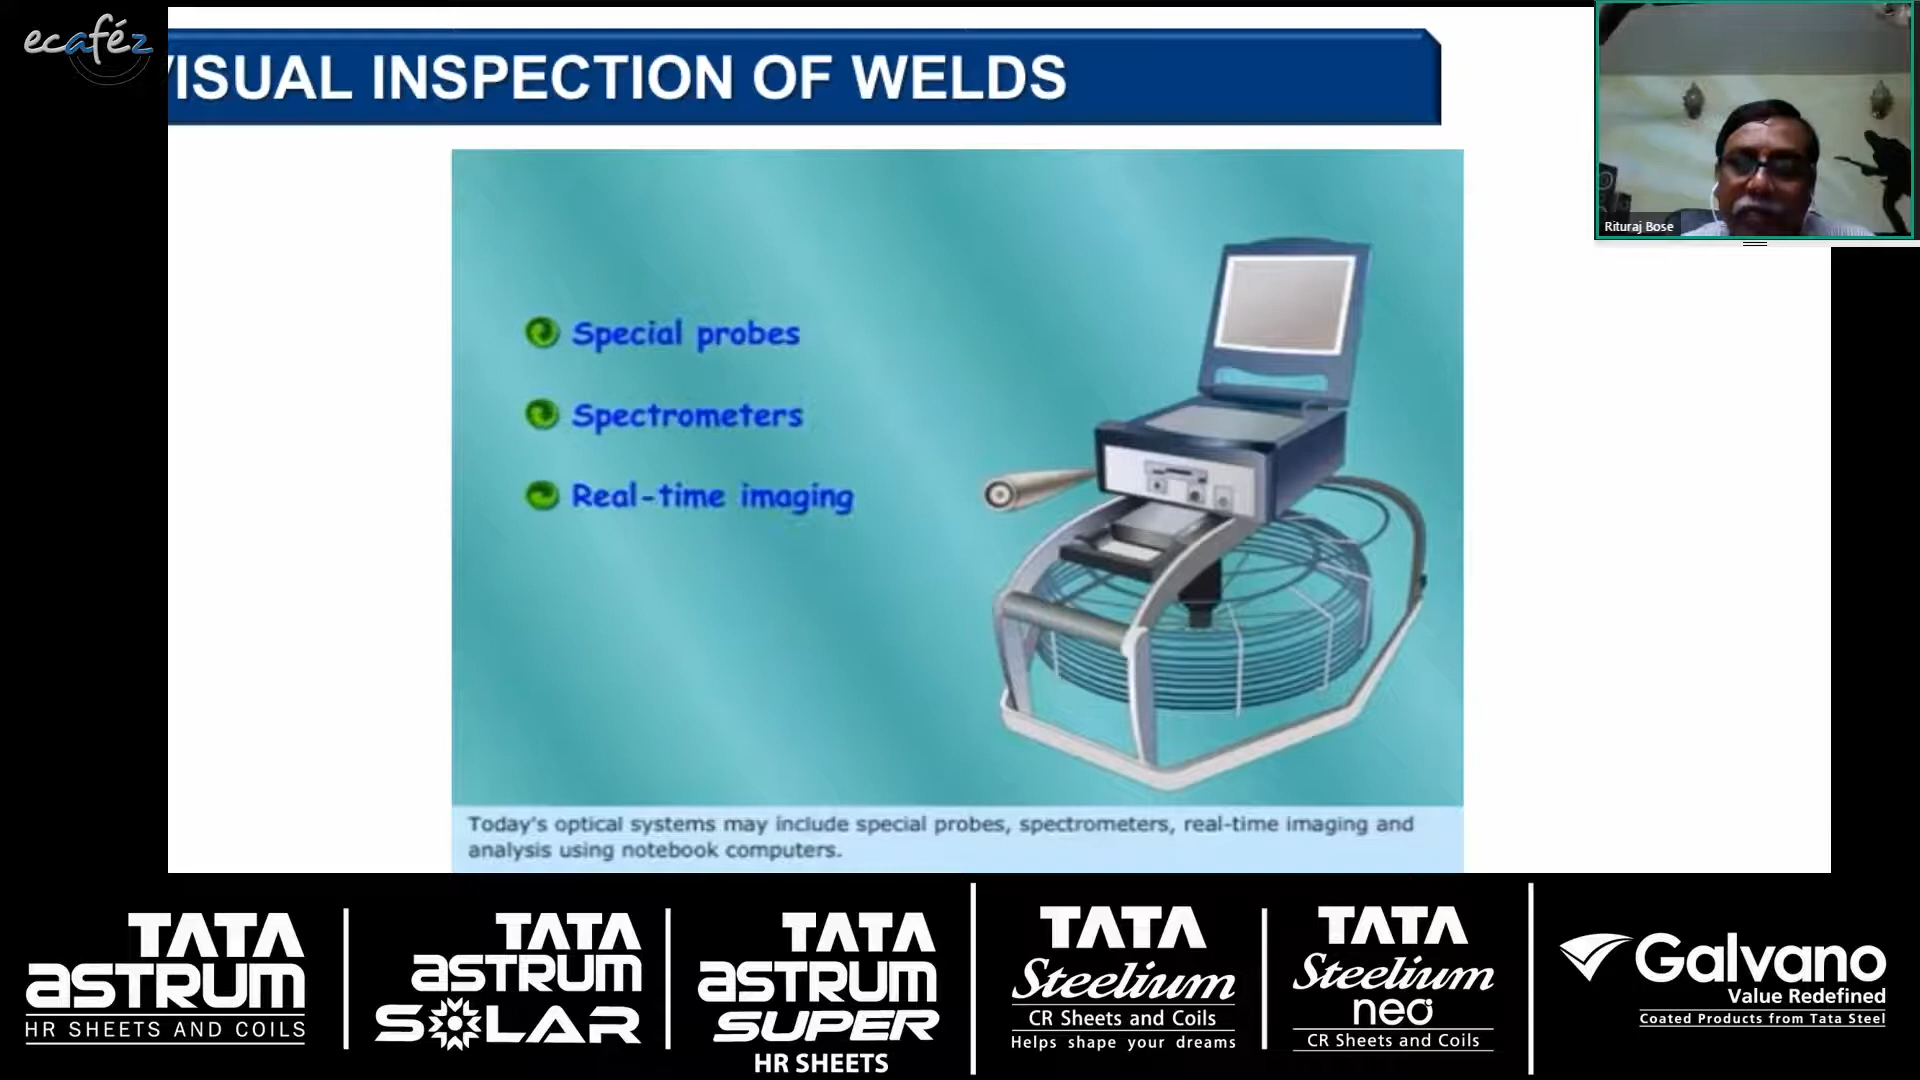 ecaféz
VISUAL INSPECTION OF WELDS
Rituraj Bose
Special probes
Spectrometers
Real-time imaging
Today's optical systems may include special probes, spectrometers, real-time imaging and
analysis using notebook computers.
TATA
ASTRUM
HR SHEETS AND COILS
TATA
ASTRUM
SOLAR
TATA
ASTRUM
SUPER
HR SHEETS
TATA
Steelium
CR Sheets and Coils
Helps shape your dreams
TATA
Steelium
neo
CR Sheets and Coils
Galvano
Value Redefined
Coated Products from Tata Steel